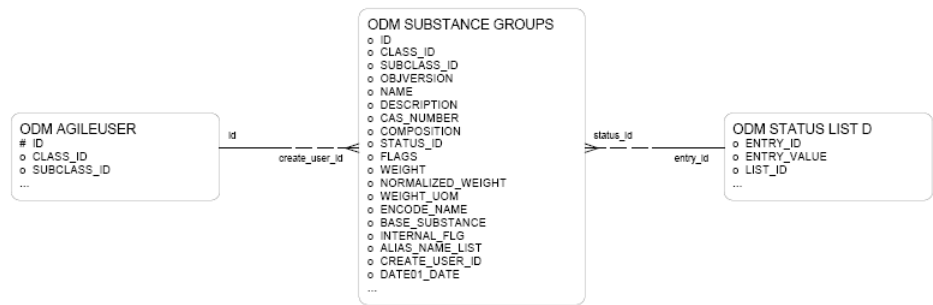 ODM AGILEUSER
# ID
o CLASS_ID
o SUBCLASS_ID
...
id
create_user_id
ODM SUBSTANCE GROUPS
o ID
o CLASS_ID
o SUBCLASS_ID
o OBJVERSION
o NAME
o DESCRIPTION
o CAS_NUMBER
o COMPOSITION
o STATUS_ID
o FLAGS
o WEIGHT
o NORMALIZED_WEIGHT
o WEIGHT_UOM
o ENCODE_NAME
o BASE_SUBSTANCE
o INTERNAL_FLG
o ALIAS_NAME_LIST
o CREATE_USER_ID
o DATE01_DATE
...
status_id
entry_id
ODM STATUS LIST D
o ENTRY_ID
o ENTRY_VALUE
o LIST_ID
...